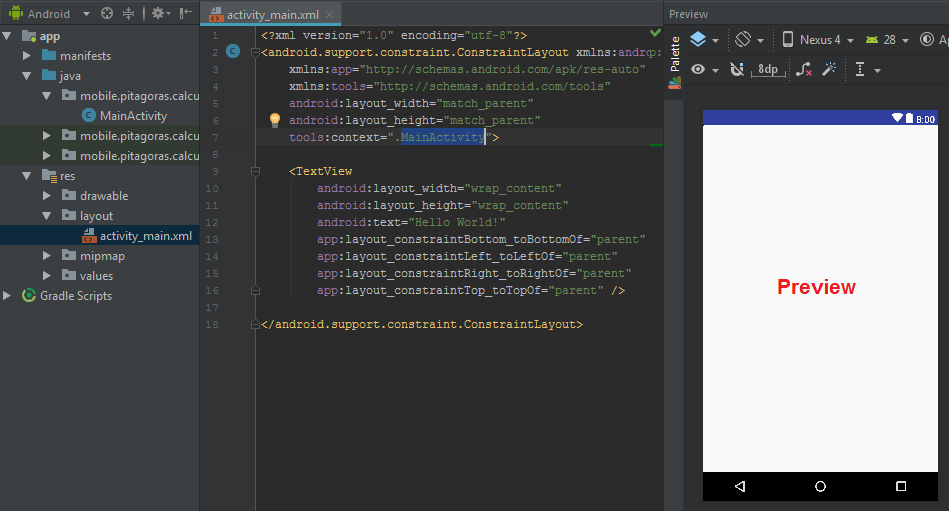 Android
app
manifests
java
mobile.pitagoras.calcu
MainActivity
mobile.pitagoras.calcu
mobile.pitagoras.calcu
res
drawable
layout
activity_main.xml
mipmap
values
Gradle Scripts
activity_main.xml
1 <?xml version="1.0" encoding="utf-8"?>
2 <android.support.constraint.ConstraintLayout xmlns:andro
3 xmlns:app="http://schemas.android.com/apk/res-auto"
4 xmlns:tools="http://schemas.android.com/tools"
5 android:layout_width="match_parent"
6 android:layout_height="match_parent"
7 tools:context=".MainActivity">
8
9 <TextView
10 android:layout_width="wrap_content"
11 android:layout_height="wrap_content"
12 android:text="Hello World!"
13 app:layout_constraintBottom_toBottomOf="parent"
14 app:layout_constraintLeft_toLeftOf="parent"
15 app:layout_constraintRight_toRightOf="parent"
16 app:layout_constraintTop_toTopOf="parent" />
17
18 </android.support.constraint.ConstraintLayout>
Preview
Palette
Nexus 4
28
Ap
8dp
8:00
Preview